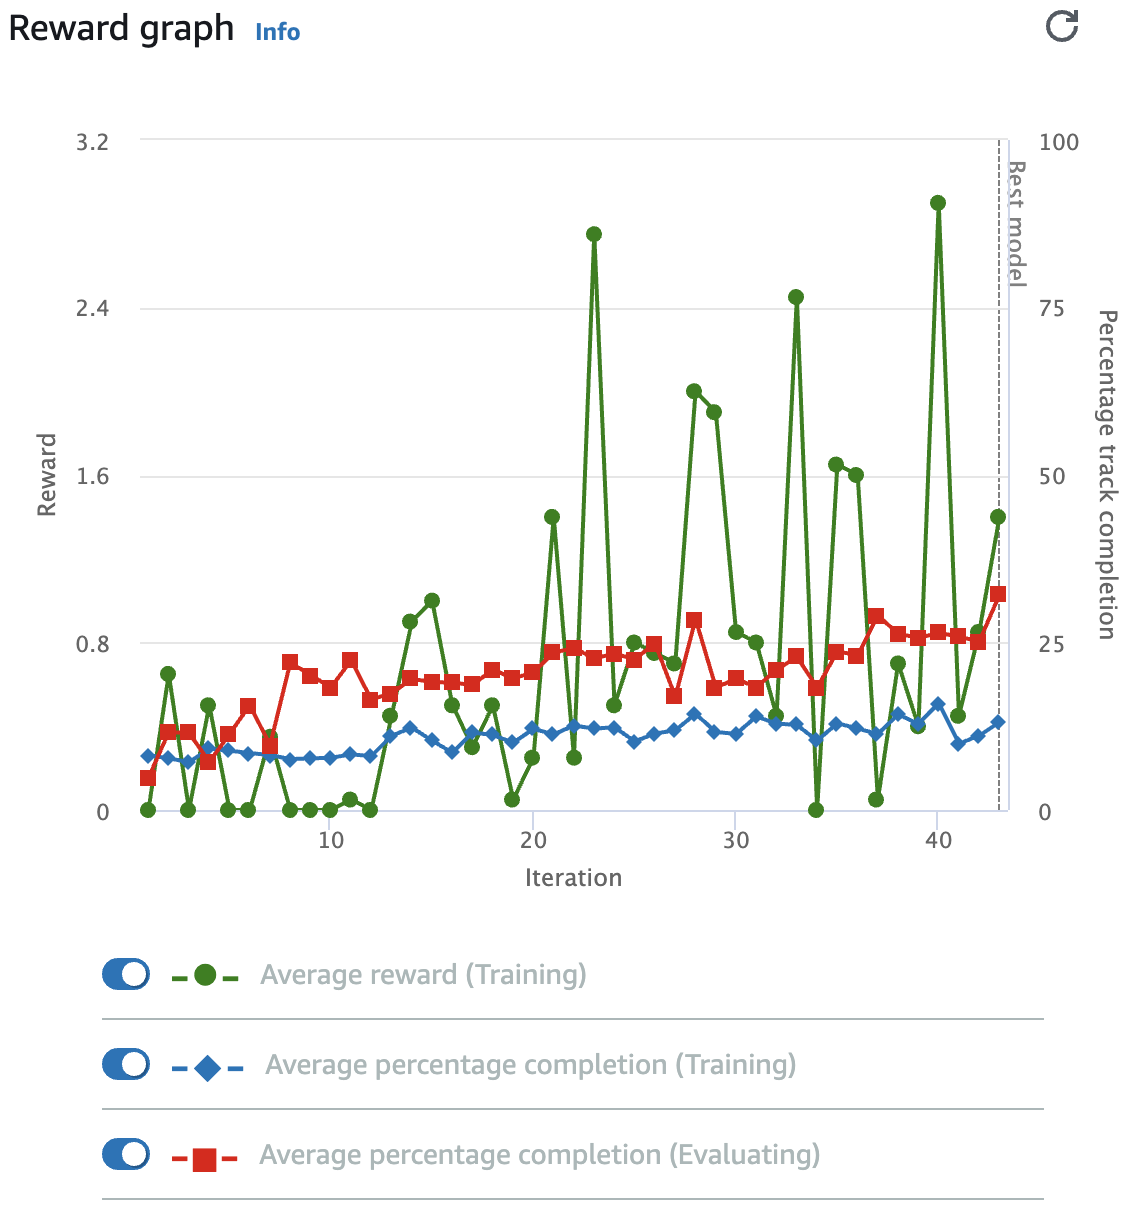 Reward graph Info
3.2 100
Best model
2.4 75
1.6 50
0.8 25
0 0
Reward
Percentage track completion
10 20 30 40
Iteration
Average reward (Training)
Average percentage completion (Training)
Average percentage completion (Evaluating)